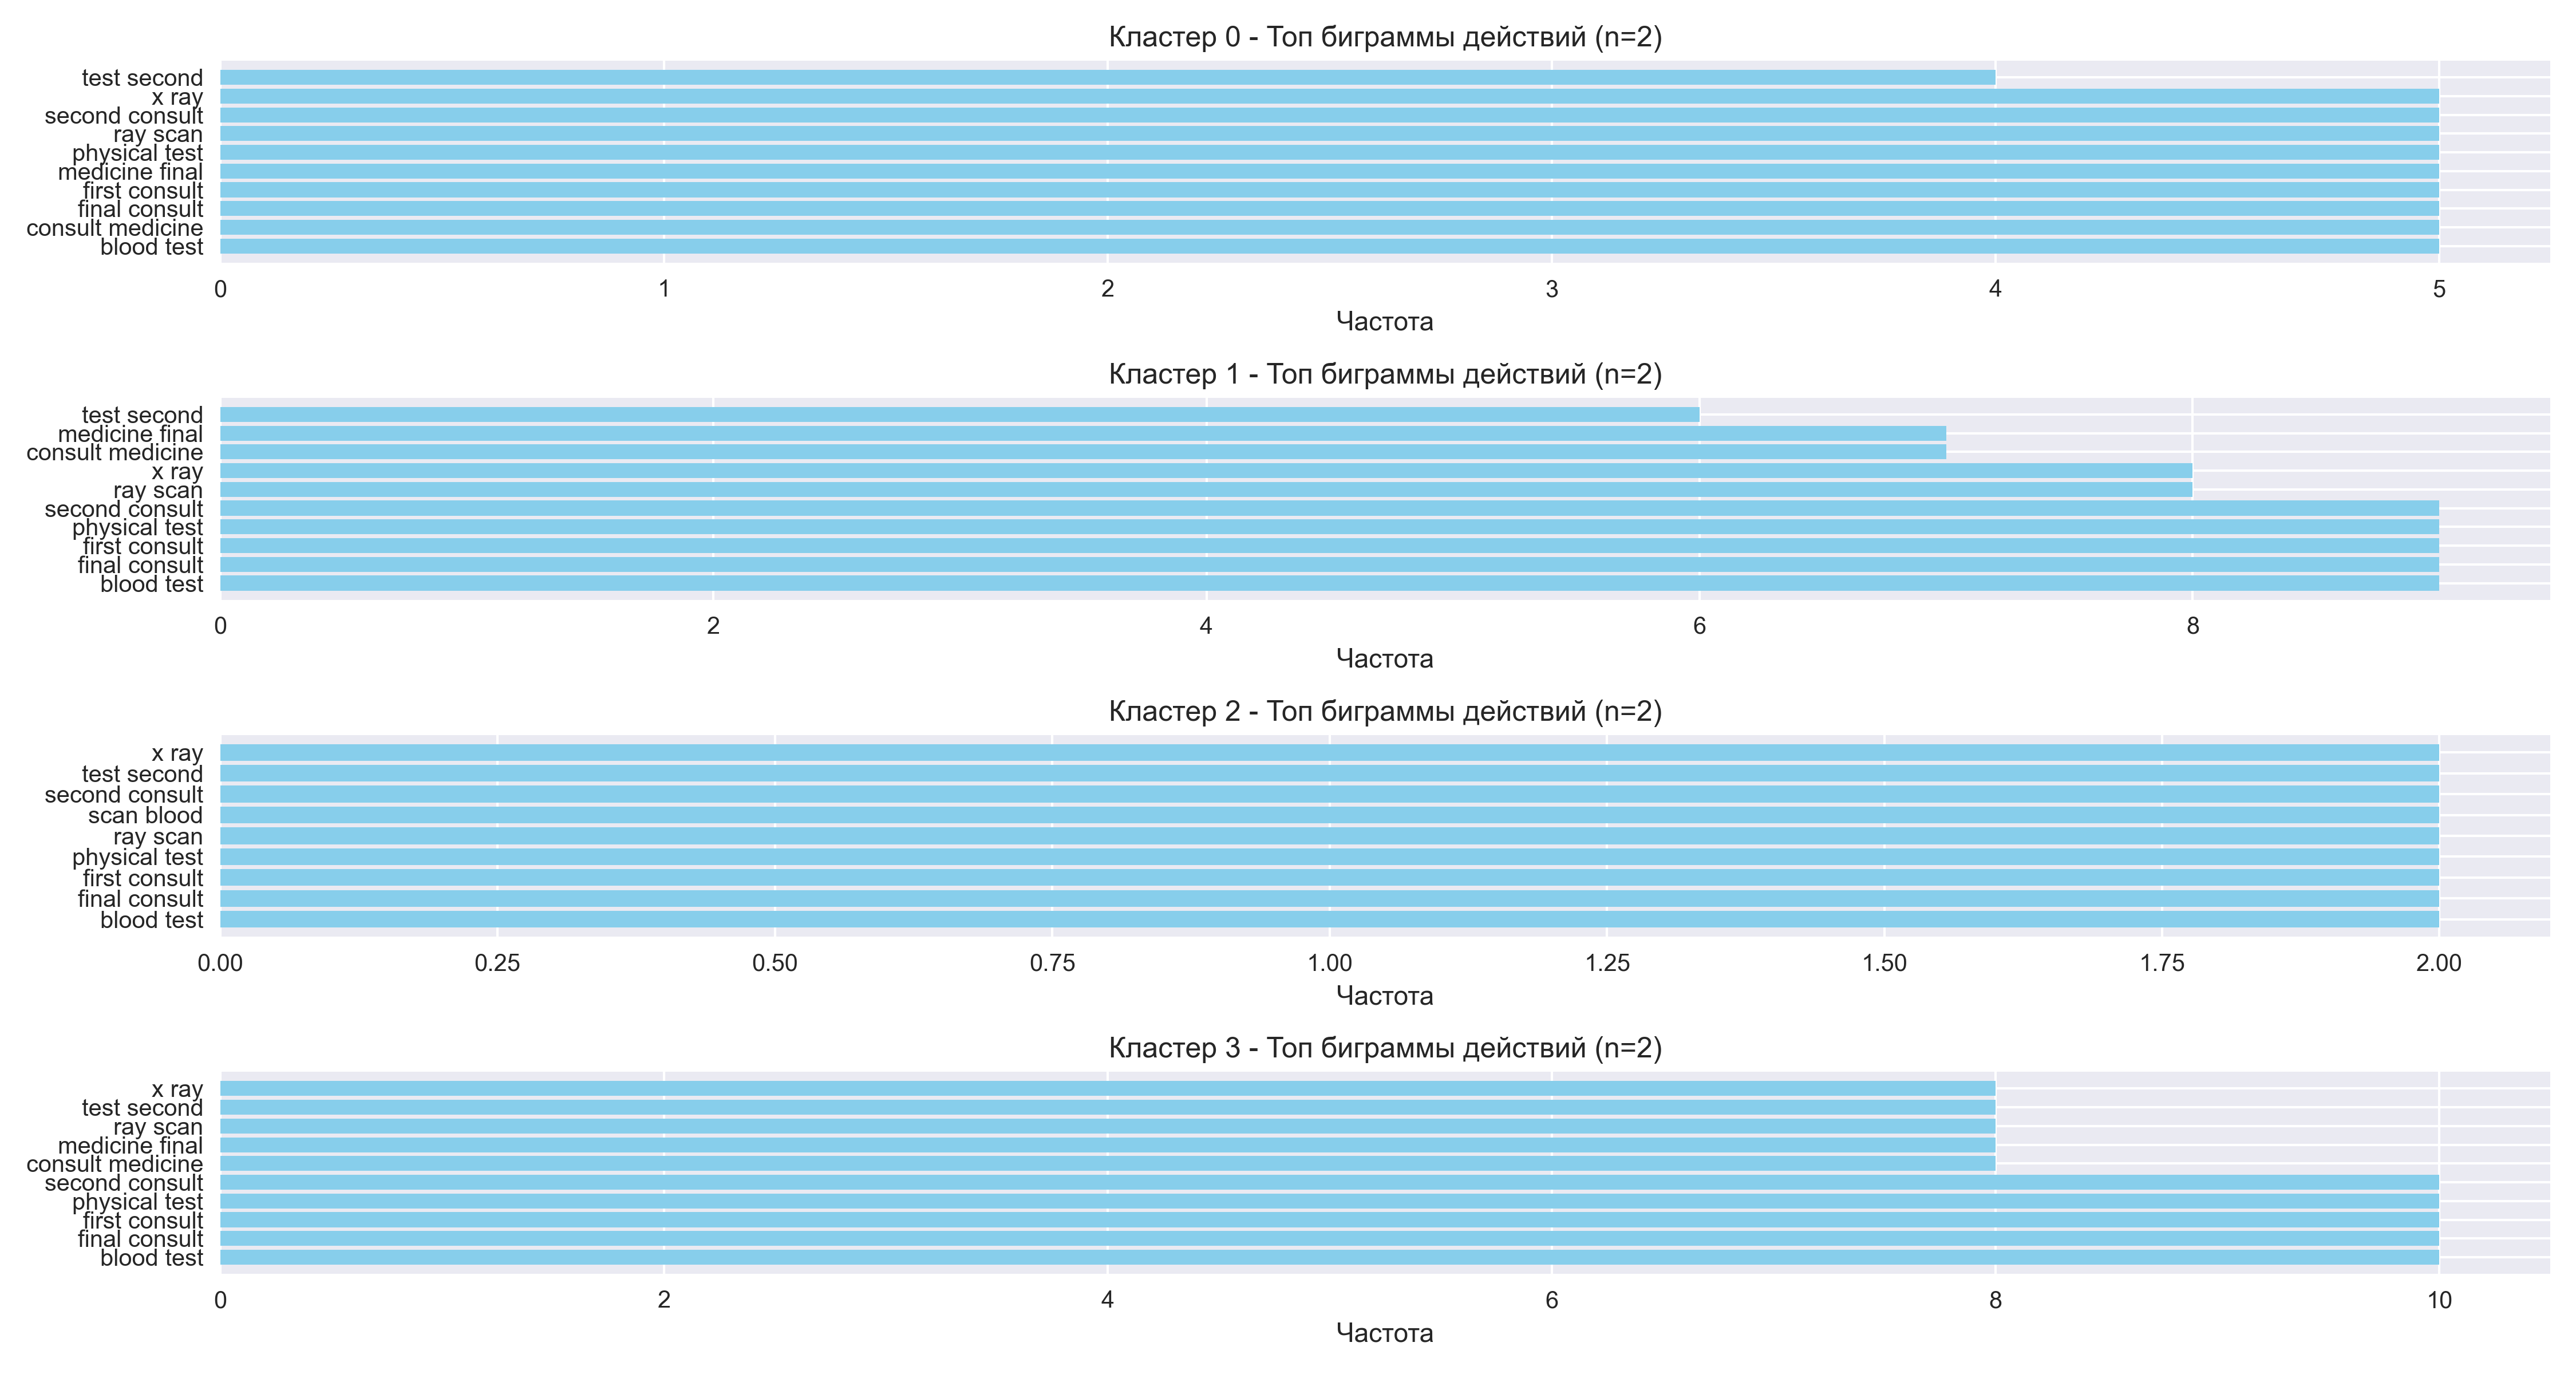 Кластер 0 - Топ биграммы действий (n=2)
test second
x ray
second consult
ray scan
physical test
medicine final
first consult
final consult
consult medicine
blood test
0 1 2 3 4 5
Частота
Кластер 1 - Топ биграммы действий (n=2)
test second
medicine final
consult medicine
x ray
ray scan
second consult
physical test
first consult
final consult
blood test
0 2 4 6 8
Частота
Кластер 2 - Топ биграммы действий (n=2)
x ray
test second
second consult
scan blood
ray scan
physical test
first consult
final consult
blood test
0.00 0.25 0.50 0.75 1.00 1.25 1.50 1.75 2.00
Частота
Кластер 3 - Топ биграммы действий (n=2)
x ray
test second
ray scan
medicine final
consult medicine
second consult
physical test
first consult
final consult
blood test
0 2 4 6 8 10
Частота